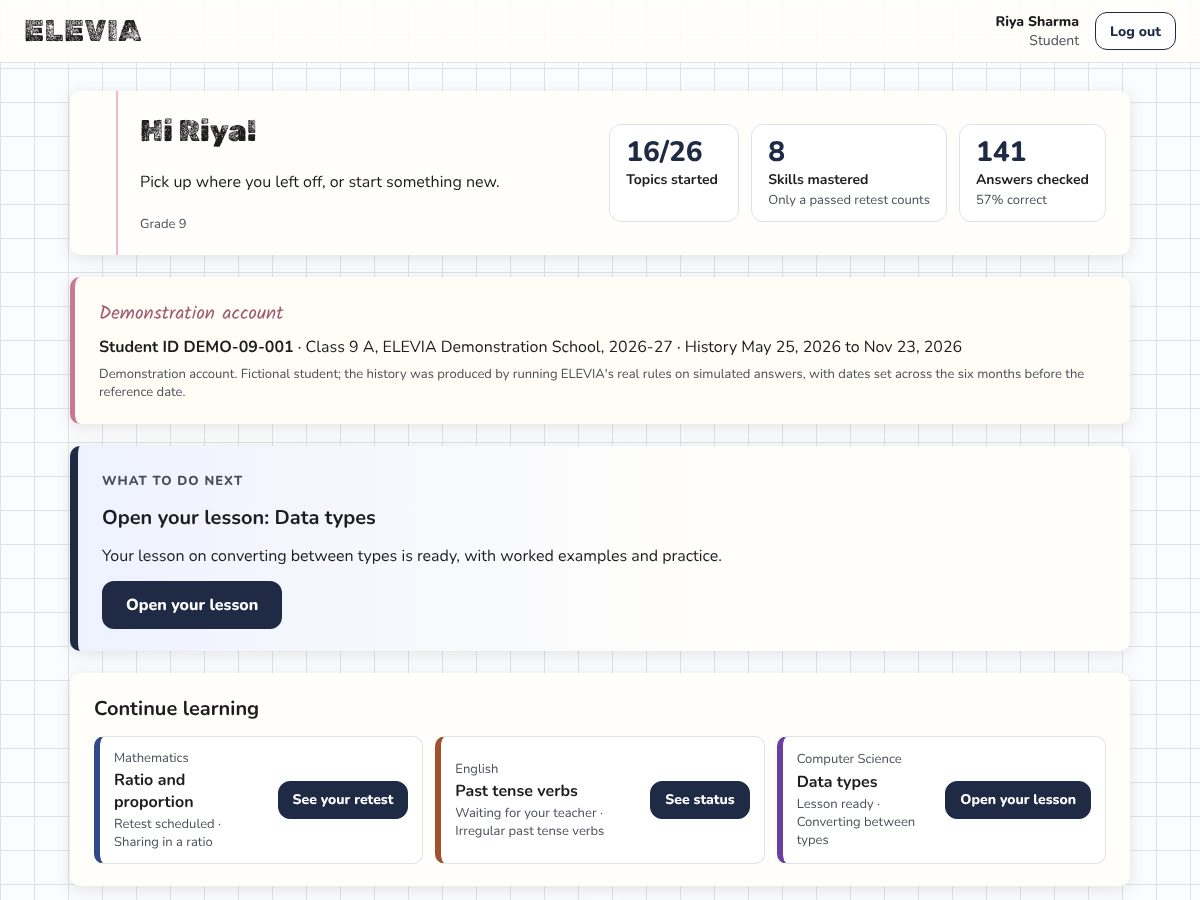 ELEVIA
Riya Sharma
Student
Log out
Hi Riya!
Pick up where you left off, or start something new.
Grade 9
16/26
Topics started
8
Skills mastered
Only a passed retest counts
141
Answers checked
57% correct
Demonstration account
Student ID DEMO-09-001 · Class 9 A, ELEVIA Demonstration School, 2026-27 · History May 25, 2026 to Nov 23, 2026
Demonstration account. Fictional student; the history was produced by running ELEVIA's real rules on simulated answers, with dates set across the six months before the
reference date.
WHAT TO DO NEXT
Open your lesson: Data types
Your lesson on converting between types is ready, with worked examples and practice.
Open your lesson
Continue learning
Mathematics
Ratio and
proportion
Retest scheduled ·
Sharing in a ratio
See your retest
English
Past tense verbs
Waiting for your teacher ·
Irregular past tense verbs
See status
Computer Science
Data types
Lesson ready ·
Converting between
types
Open your lesson